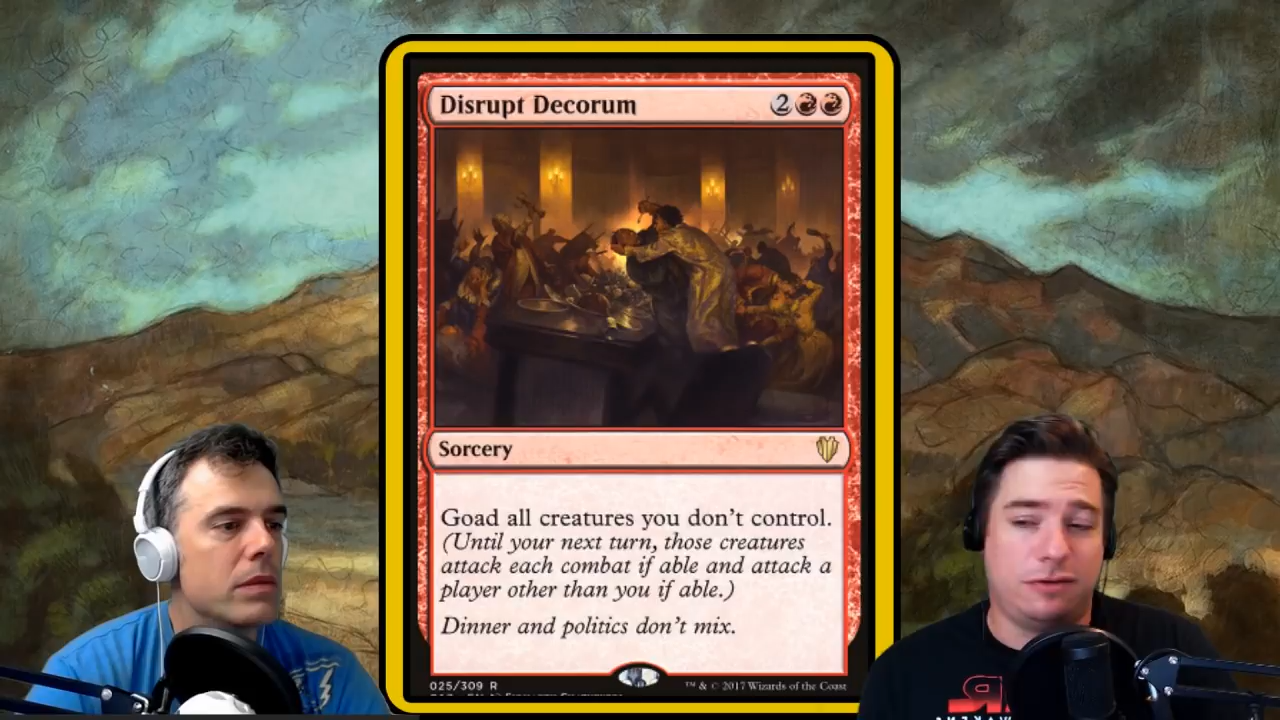 Disrupt Decorum
2
Sorcery
Goad all creatures you don't control.
(Until your next turn, those creatures
attack each combat if able and attack a
player other than you if able.)
Dinner and politics don't mix.
025/309 R
™ & © 2017 Wizards of the Coast